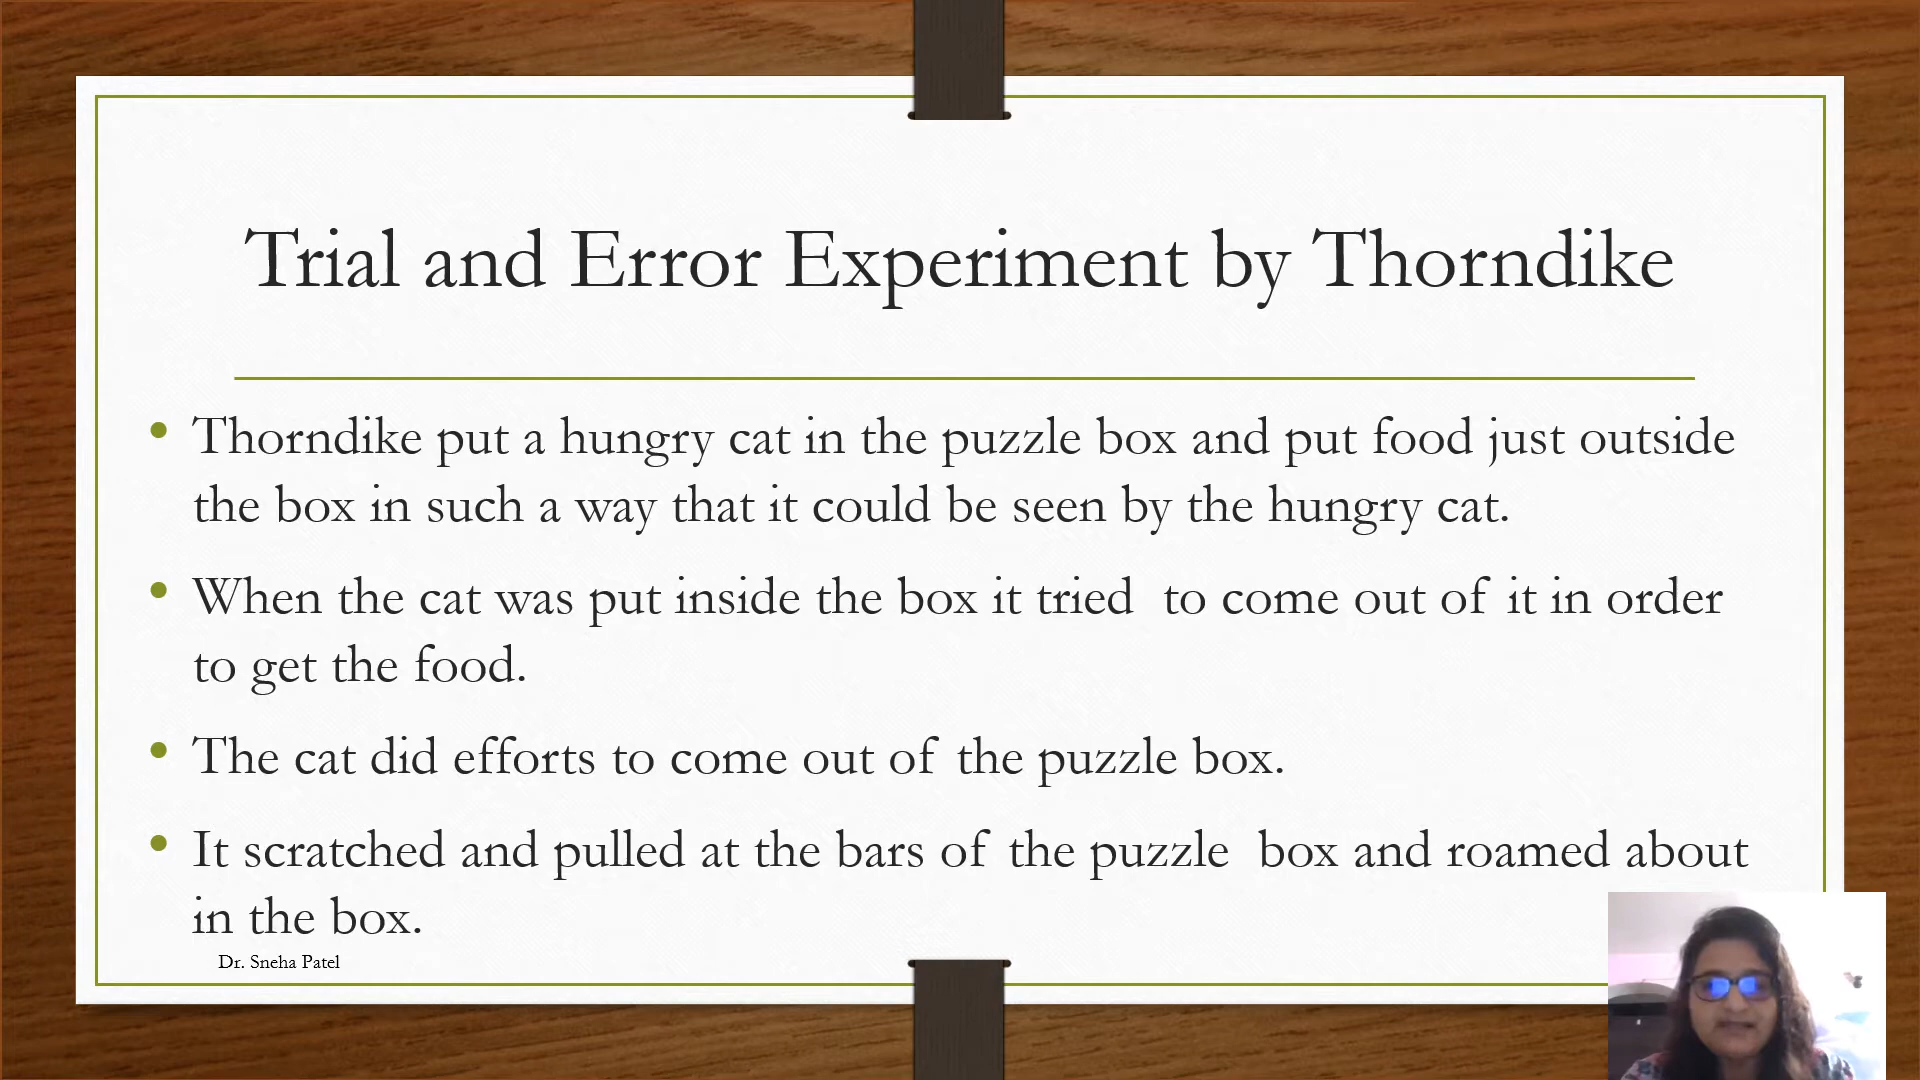 Trial and Error Experiment by Thorndike
• Thorndike put a hungry cat in the puzzle box and put food just outside
the box in such a way that it could be seen by the hungry cat.
• When the cat was put inside the box it tried  to come out of it in order
to get the food.
• The cat did efforts to come out of the puzzle box.
• It scratched and pulled at the bars of the puzzle  box and roamed about
in the box.
Dr. Sneha Patel